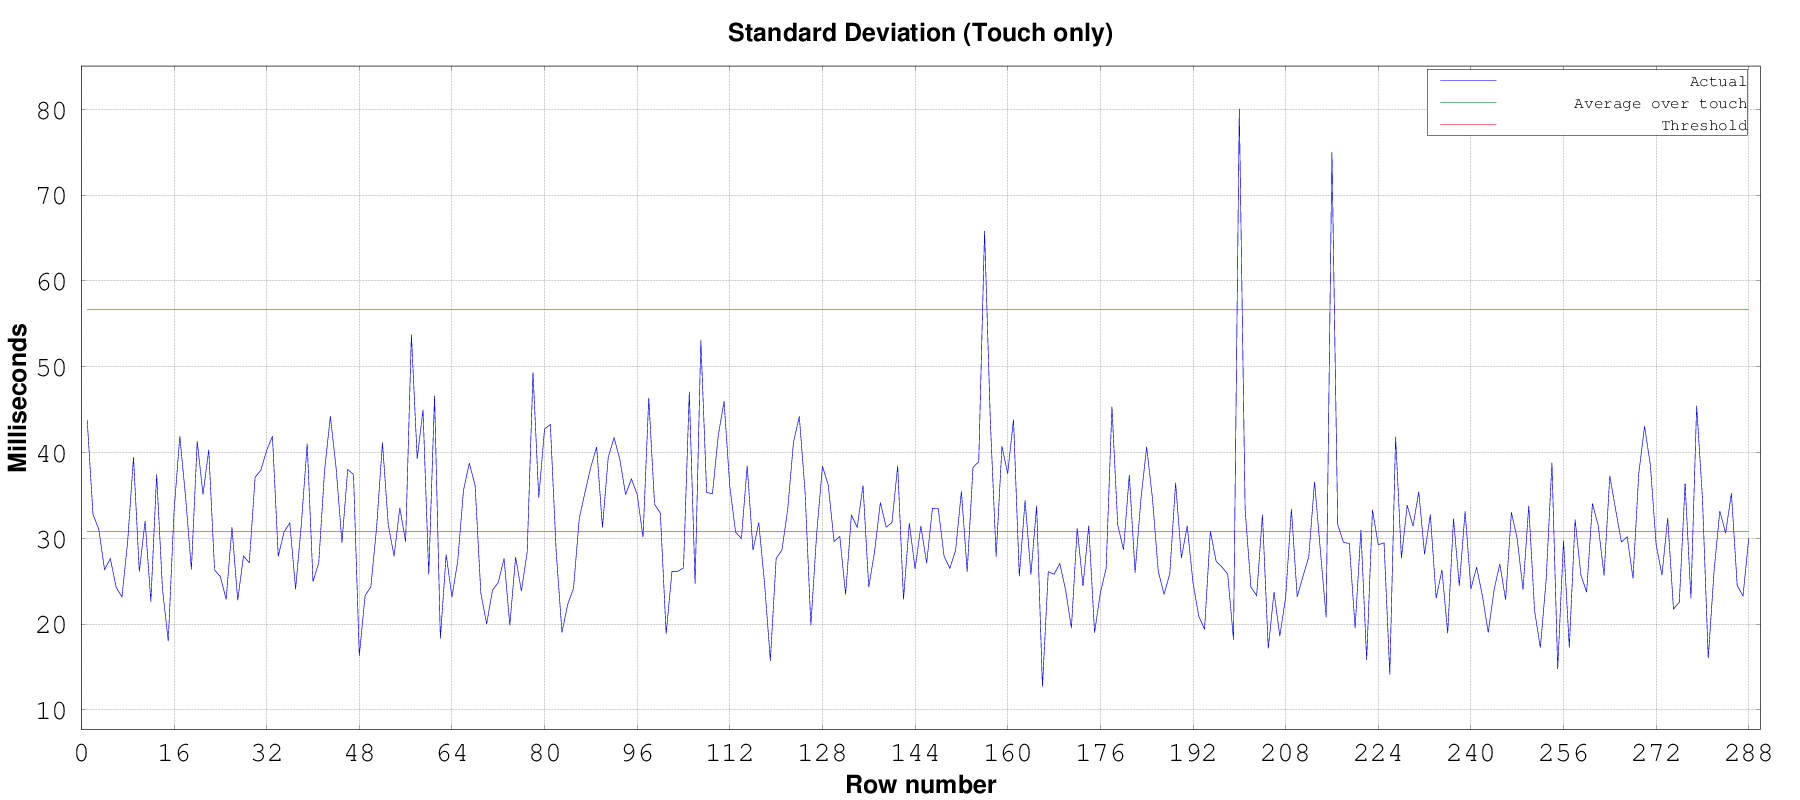 Standard Deviation (Touch only)
Actual
Average over touch
Threshold
80
70
60
50
40
30
20
10
Milliseconds
0 16 32 48 64 80 96 112 128 144 160 176 192 208 224 240 256 272 288
Row number